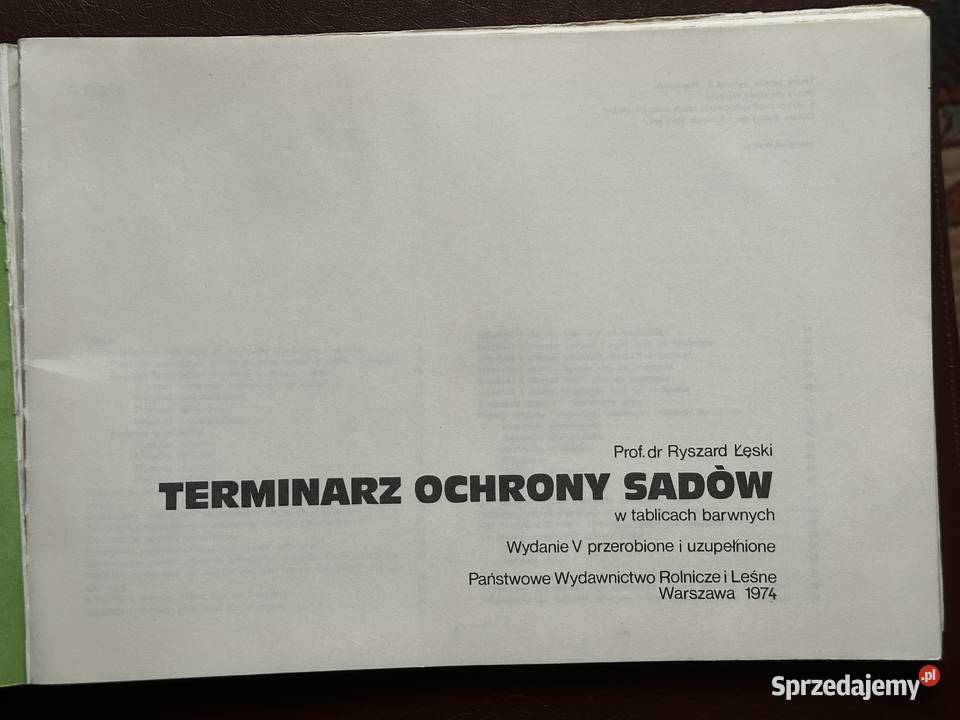 Prof. dr Ryszard Łęski
TERMINARZ OCHRONY SADÒW
w tablicach barwnych
Wydanie V przerobione i uzupełnione
Państwowe Wydawnictwo Rolnicze i Leśne
Warszawa 1974
Sprzedajemy.pl